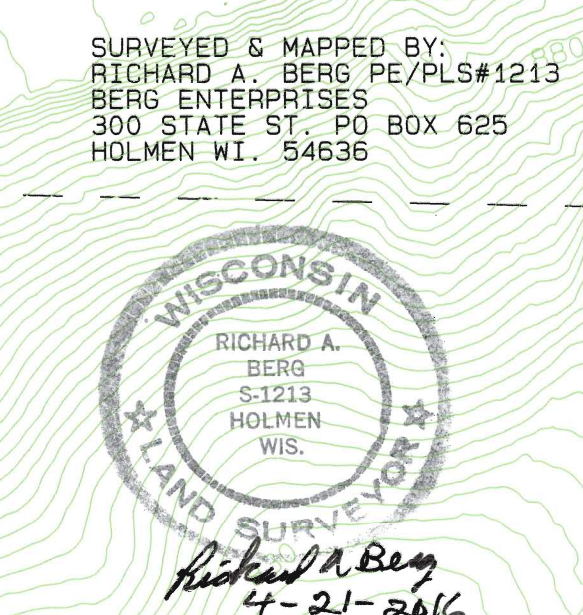 SURVEYED & MAPPED BY:
RICHARD A. BERG PE/PLS#1213
BERG ENTERPRISES
300 STATE ST. PO BOX 625
HOLMEN WI. 54636
WISCONSIN
RICHARD A.
BERG
S-1213
HOLMEN
WIS.
LAND SURVEYOR
Richard A Berg
4-21-2016